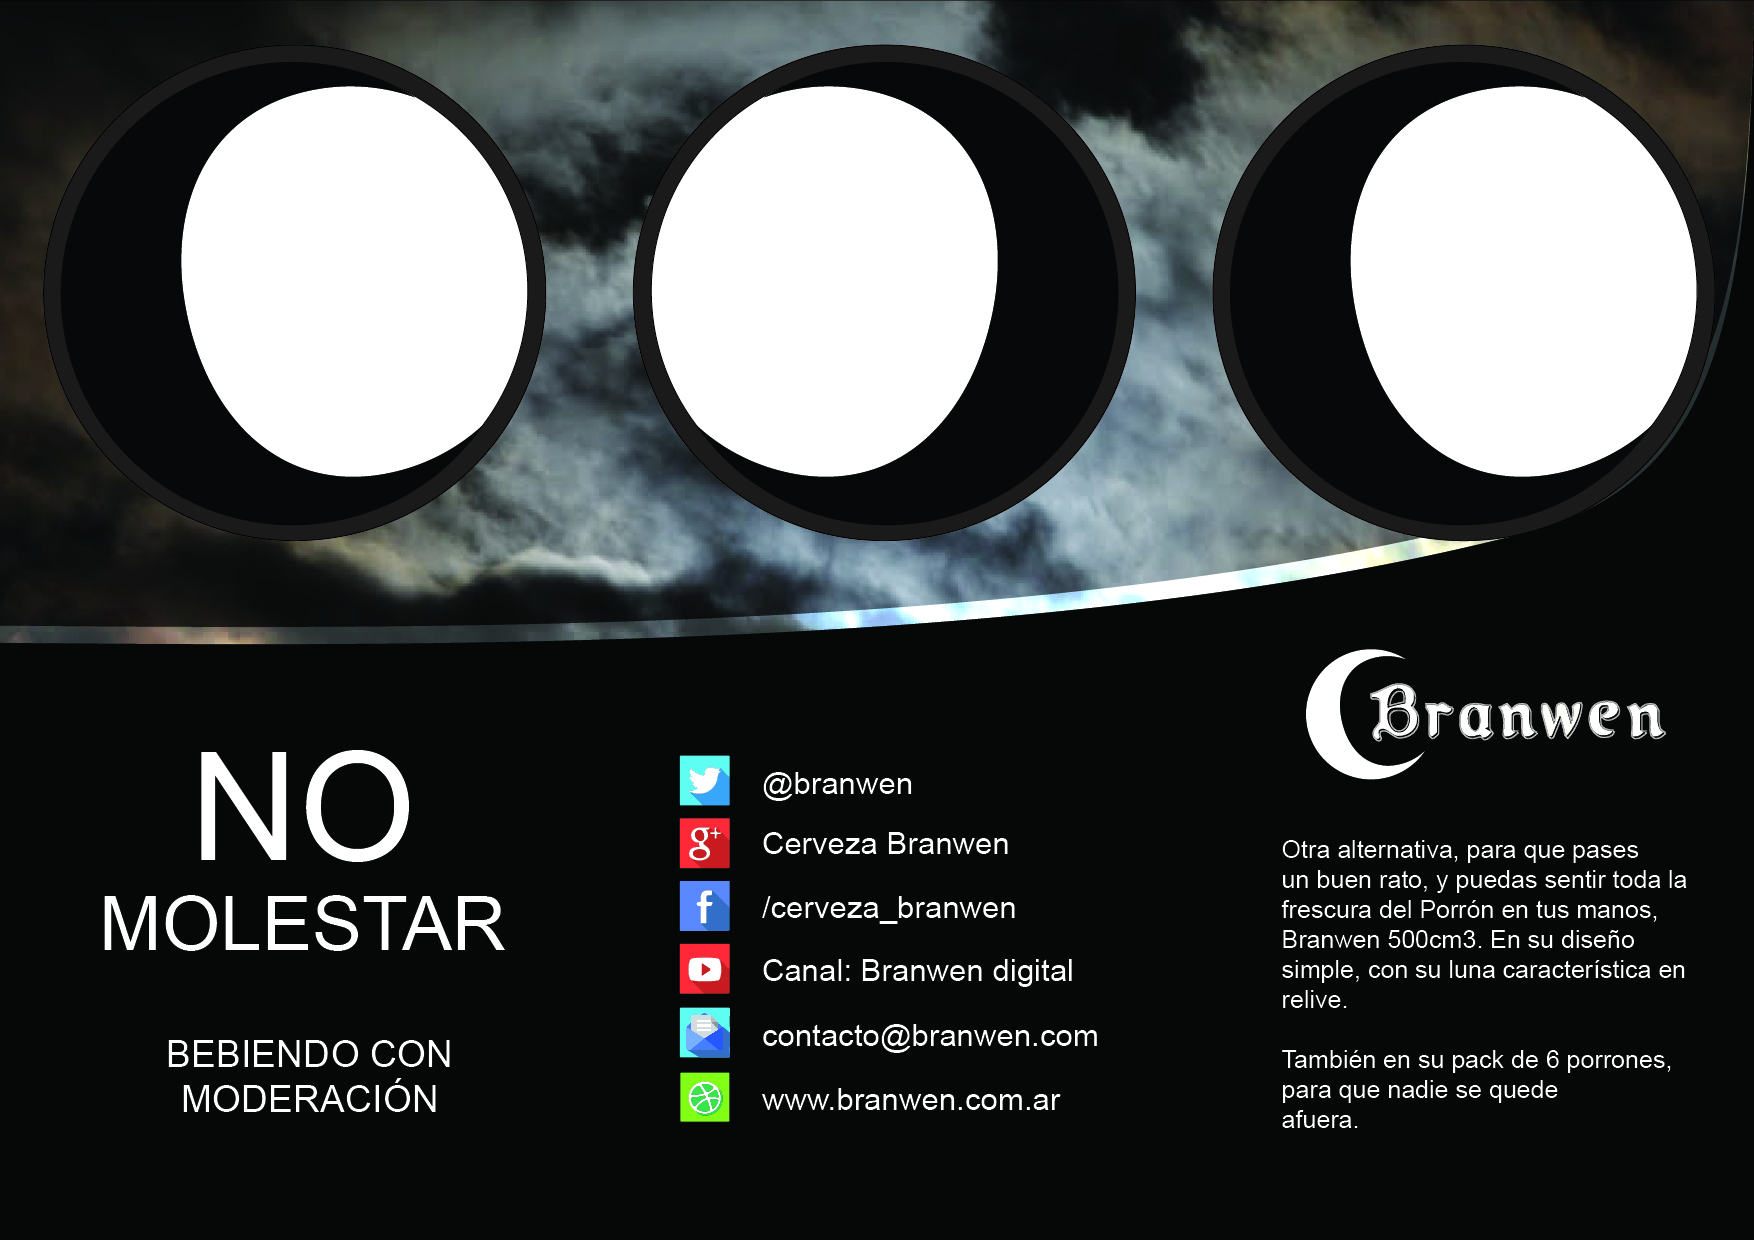 NO
MOLESTAR
BEBIENDO CON
MODERACIÓN
@branwen
g+
Cerveza Branwen
f
/cerveza_branwen
Canal: Branwen digital
contacto@branwen.com
www.branwen.com.ar
Branwen
Otra alternativa, para que pases
un buen rato, y puedas sentir toda la
frescura del Porrón en tus manos,
Branwen 500cm3. En su diseño
simple, con su luna característica en
relive.
También en su pack de 6 porrones,
para que nadie se quede
afuera.